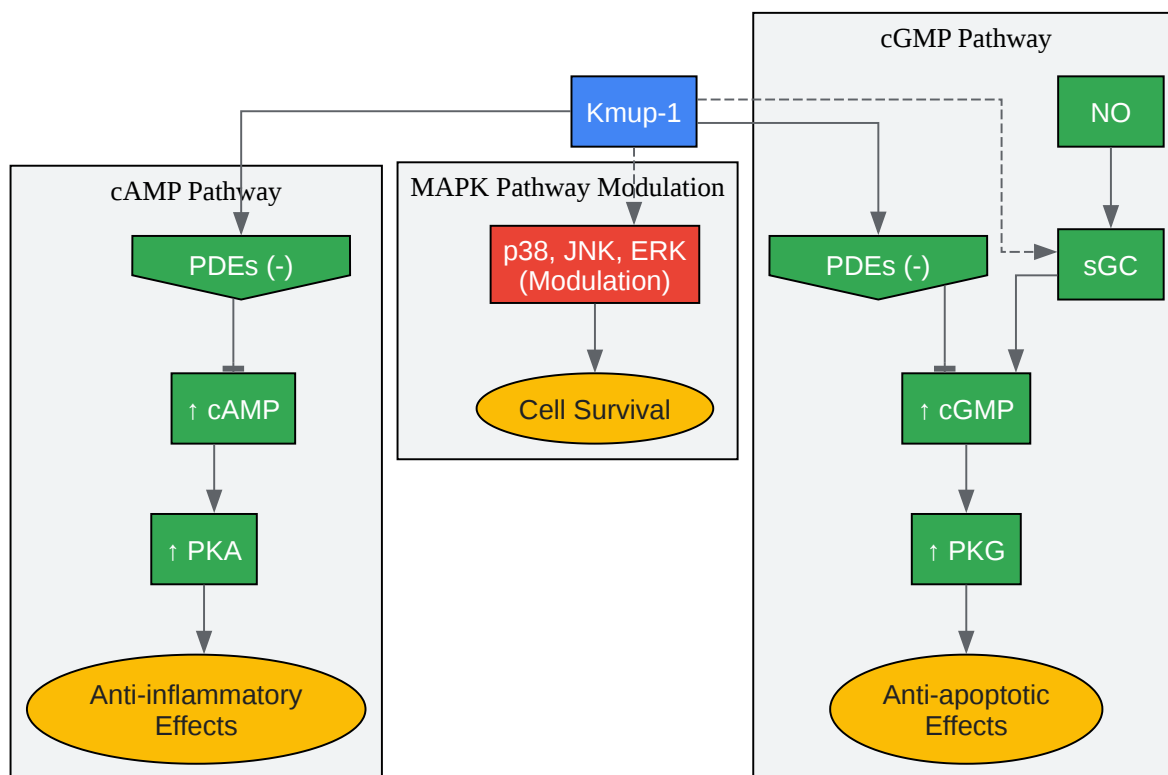 cGMP Pathway
Kmup-1
NO
cAMP Pathway
MAPK Pathway Modulation
PDEs (-)
p38, JNK, ERK
(Modulation)
PDEs (-)
sGC
↑ cAMP
Cell Survival
↑ cGMP
↑ PKA
↑ PKG
Anti-inflammatory
Effects
Anti-apoptotic
Effects